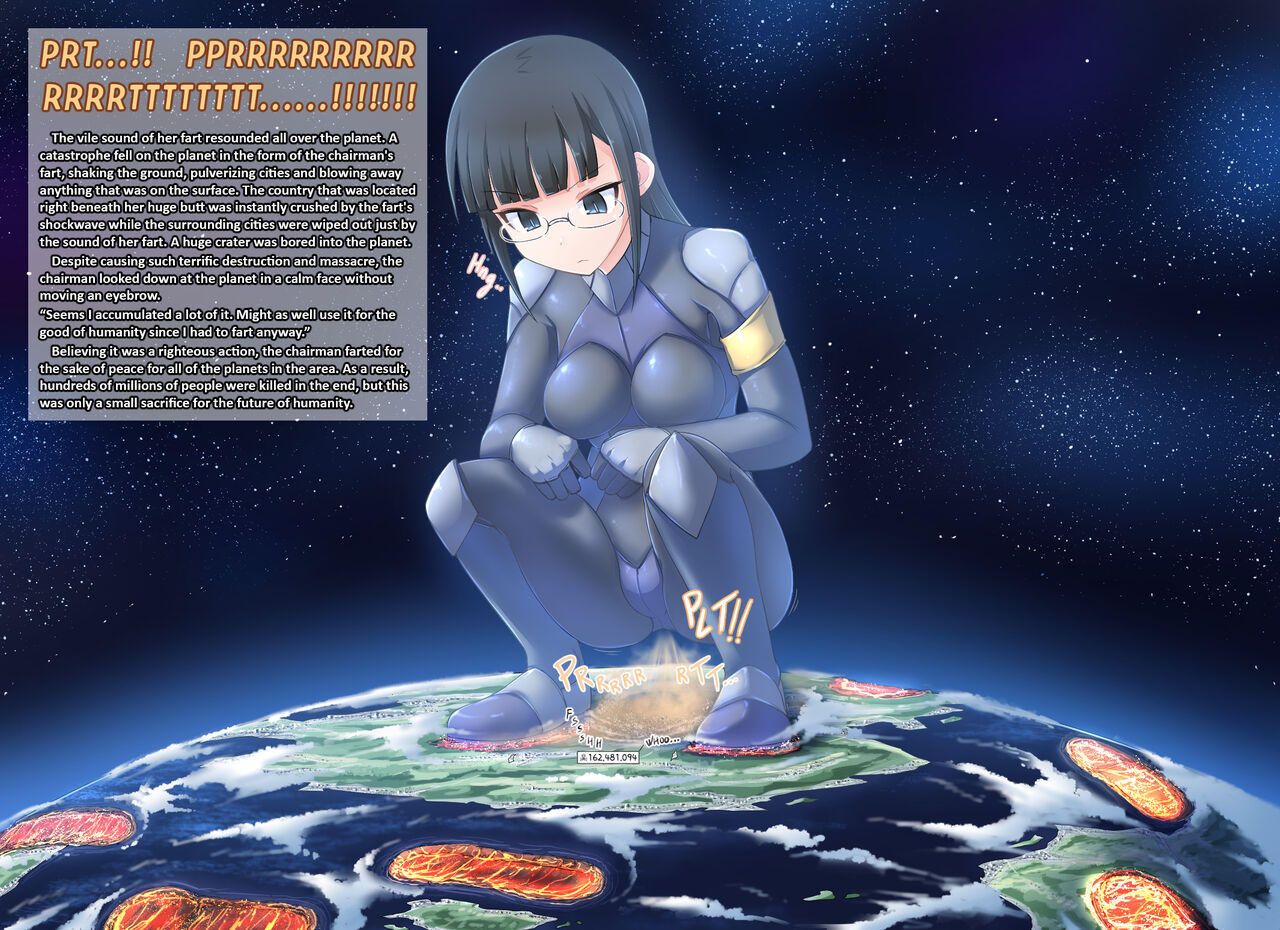 PRT...!! PPRRRRRRRRR
RRRRTTTTTTTT......!!!!!!!
The vile sound of her fart resounded all over the planet. A
catastrophe fell on the planet in the form of the chairman's
fart, shaking the ground, pulverizing cities and blowing away
anything that was on the surface. The country that was located
right beneath her huge butt was instantly crushed by the fart's
shockwave while the surrounding cities were wiped out just by
the sound of her fart. A huge crater was bored into the planet.
Despite causing such terrific destruction and massacre, the
chairman looked down at the planet in a calm face without
moving an eyebrow.
“Seems I accumulated a lot of it. Might as well use it for the
good of humanity since I had to fart anyway.”
Believing it was a righteous action, the chairman farted for
the sake of peace for all of the planets in the area. As a result,
hundreds of millions of people were killed in the end, but this
was only a small sacrifice for the future of humanity.
Hng..
PLT!!
PRRRRRR RTT...
FSSSHH
WHOO...
162,481,094